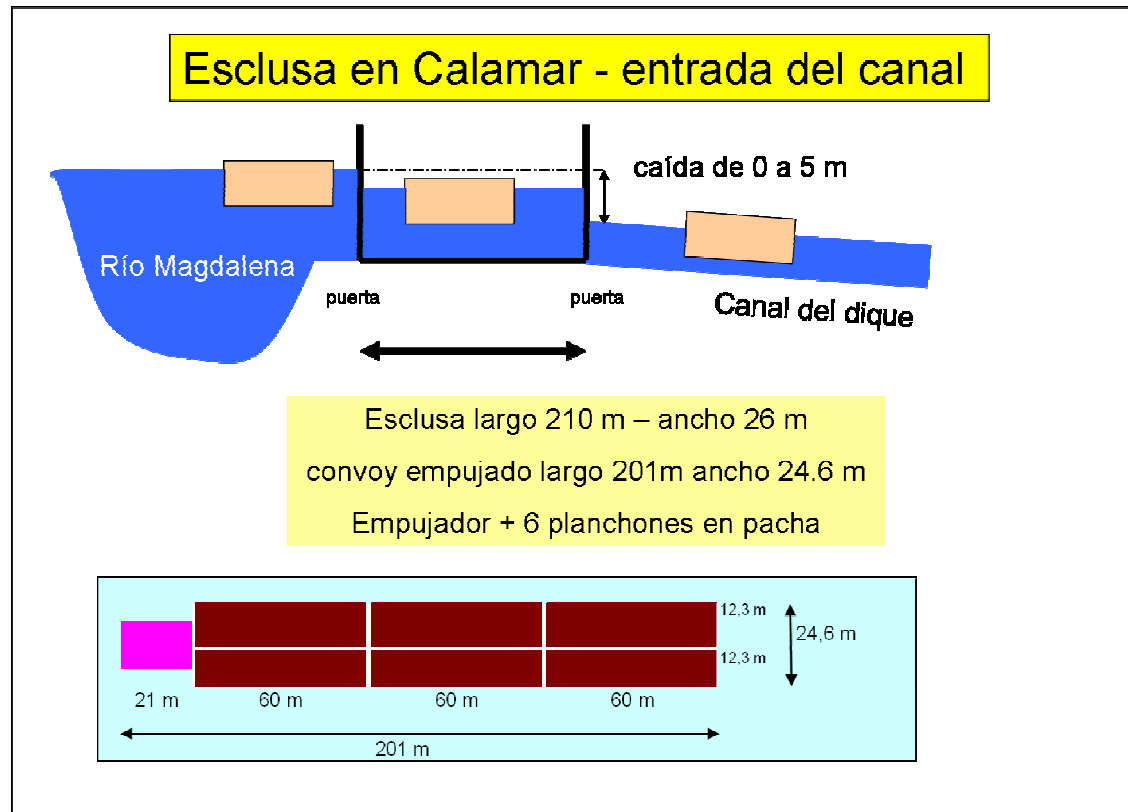 Esclusa en Calamar - entrada del canal
caída de 0 a 5 m
Río Magdalena
puerta
puerta
Canal del dique
Esclusa largo 210 m – ancho 26 m
convoy empujado largo 201m ancho 24.6 m
Empujador + 6 planchones en pacha
12,3 m
24,6 m
12,3 m
21 m
60 m
60 m
60 m
201 m